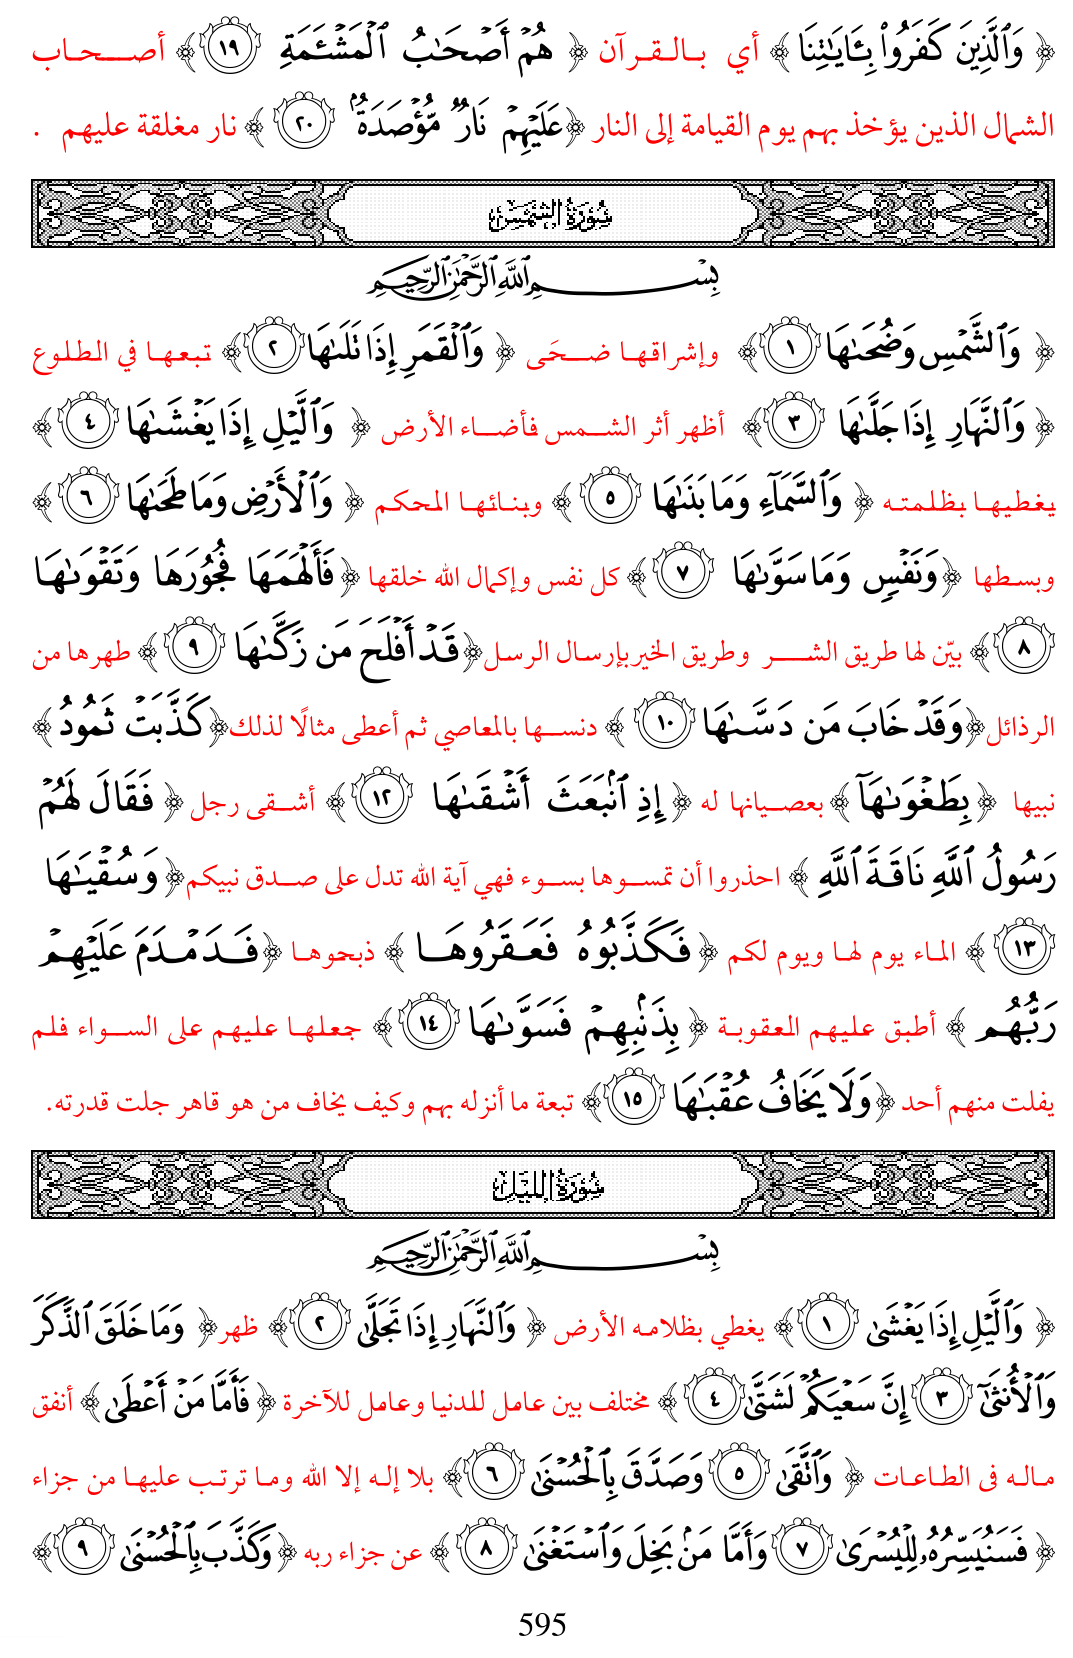 ﴿ وَٱلَّذِينَ كَفَرُوا۟ بِـَٔايَـٰتِنَا ﴾ أي بالقرآن ﴿ هُمْ أَصْحَـٰبُ ٱلْمَشْـَٔمَةِ ١٩ ﴾ أصحاب
الشمال الذين يؤخذ بهم يوم القيامة إلى النار ﴿ عَلَيْهِمْ نَارٌ مُّؤْصَدَةٌۢ ٢٠ ﴾ نار مغلقة عليهم .
سُورَةُ الشَّمْسِ
بِسْمِ ٱللَّهِ ٱلرَّحْمَـٰنِ ٱلرَّحِيمِ
﴿ وَٱلشَّمْسِ وَضُحَىٰهَا ١ ﴾ وإشراقها ضحَى ﴿ وَٱلْقَمَرِ إِذَا تَلَىٰهَا ٢ ﴾ تبعها في الطلوع
﴿ وَٱلنَّهَارِ إِذَا جَلَّىٰهَا ٣ ﴾ أظهر أثر الشمس فأضاء الأرض ﴿ وَٱلَّيْلِ إِذَا يَغْشَىٰهَا ٤ ﴾
يغطيها بظلمته ﴿ وَٱلسَّمَآءِ وَمَا بَنَىٰهَا ٥ ﴾ وبنائها المحكم ﴿ وَٱلْأَرْضِ وَمَا طَحَىٰهَا ٦ ﴾
وبسطها ﴿ وَنَفْسٍ وَمَا سَوَّىٰهَا ٧ ﴾ كل نفس وإكمال الله خلقها ﴿ فَأَلْهَمَهَا فُجُورَهَا وَتَقْوَىٰهَا
٨ ﴾ بيّن لها طريق الشر وطريق الخير بإرسال الرسل ﴿ قَدْ أَفْلَحَ مَن زَكَّىٰهَا ٩ ﴾ طهرها من
الرذائل ﴿ وَقَدْ خَابَ مَن دَسَّىٰهَا ١٠ ﴾ دنسها بالمعاصي ثم أعطى مثالًا لذلك ﴿ كَذَّبَتْ ثَمُودُ ﴾
نبيها ﴿ بِطَغْوَىٰهَآ ﴾ بعصيانها له ﴿ إِذِ ٱنۢبَعَثَ أَشْقَىٰهَا ١٢ ﴾ أشقى رجل ﴿ فَقَالَ لَهُمْ
رَسُولُ ٱللَّهِ نَاقَةَ ٱللَّهِ ﴾ احذروا أن تمسوها بسوء فهي آية الله تدل على صدق نبيكم ﴿ وَسُقْيَـٰهَا
١٣ ﴾ الماء يوم لها ويوم لكم ﴿ فَكَذَّبُوهُ فَعَقَرُوهَا ﴾ ذبحوها ﴿ فَدَمْدَمَ عَلَيْهِمْ
رَبُّهُم ﴾ أطبق عليهم العقوبة ﴿ بِذَنۢبِهِمْ فَسَوَّىٰهَا ١٤ ﴾ جعلها عليهم على السواء فلم
يفلت منهم أحد ﴿ وَلَا يَخَافُ عُقْبَـٰهَا ١٥ ﴾ تبعة ما أنزله بهم وكيف يخاف من هو قاهر جلت قدرته.
سُورَةُ الليل
بِسْمِ ٱللَّهِ ٱلرَّحْمَـٰنِ ٱلرَّحِيمِ
﴿ وَٱلَّيْلِ إِذَا يَغْشَىٰ ١ ﴾ يغطي بظلامه الأرض ﴿ وَٱلنَّهَارِ إِذَا تَجَلَّىٰ ٢ ﴾ ظهر ﴿ وَمَا خَلَقَ ٱلذَّكَرَ
وَٱلْأُنثَىٰٓ ٣ إِنَّ سَعْيَكُمْ لَشَتَّىٰ ٤ ﴾ مختلف بين عامل للدنيا وعامل للآخرة ﴿ فَأَمَّا مَنْ أَعْطَىٰ ﴾ أنفق
ماله فى الطاعات ﴿ وَٱتَّقَىٰ ٥ وَصَدَّقَ بِٱلْحُسْنَىٰ ٦ ﴾ بلا إله إلا الله وما ترتب عليها من جزاء
﴿ فَسَنُيَسِّرُهُۥ لِلْيُسْرَىٰ ٧ وَأَمَّا مَنۢ بَخِلَ وَٱسْتَغْنَىٰ ٨ ﴾ عن جزاء ربه ﴿ وَكَذَّبَ بِٱلْحُسْنَىٰ ٩ ﴾
595